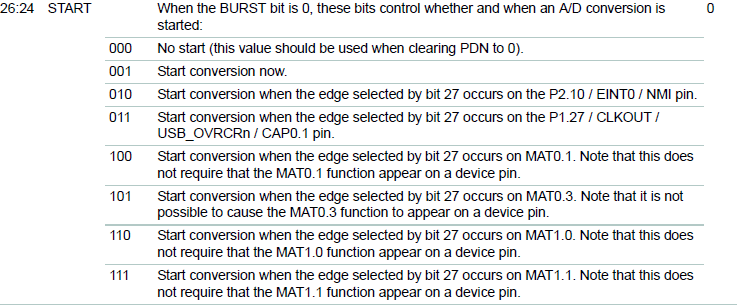 26:24 START When the BURST bit is 0, these bits control whether and when an A/D conversion is 0
started:
000 No start (this value should be used when clearing PDN to 0).
001 Start conversion now.
010 Start conversion when the edge selected by bit 27 occurs on the P2.10 / EINT0 / NMI pin.
011 Start conversion when the edge selected by bit 27 occurs on the P1.27 / CLKOUT /
USB_OVRCRn / CAP0.1 pin.
100 Start conversion when the edge selected by bit 27 occurs on MAT0.1. Note that this does
not require that the MAT0.1 function appear on a device pin.
101 Start conversion when the edge selected by bit 27 occurs on MAT0.3. Note that it is not
possible to cause the MAT0.3 function to appear on a device pin.
110 Start conversion when the edge selected by bit 27 occurs on MAT1.0. Note that this does
not require that the MAT1.0 function appear on a device pin.
111 Start conversion when the edge selected by bit 27 occurs on MAT1.1. Note that this does
not require that the MAT1.1 function appear on a device pin.